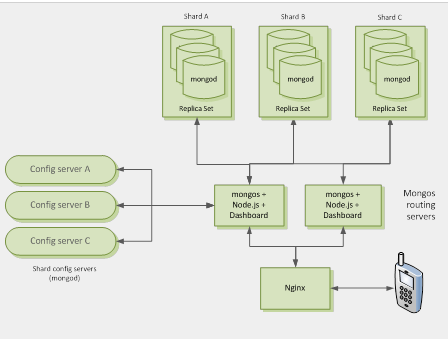 Shard A
Shard B
Shard C
mongod
mongod
mongod
Replica Set
Replica Set
Replica Set
Config server A
Config server B
Config server C
Shard config servers
(mongod)
mongos +
Node.js +
Dashboard
mongos +
Node.js +
Dashboard
Mongos
routing
servers
Nginx